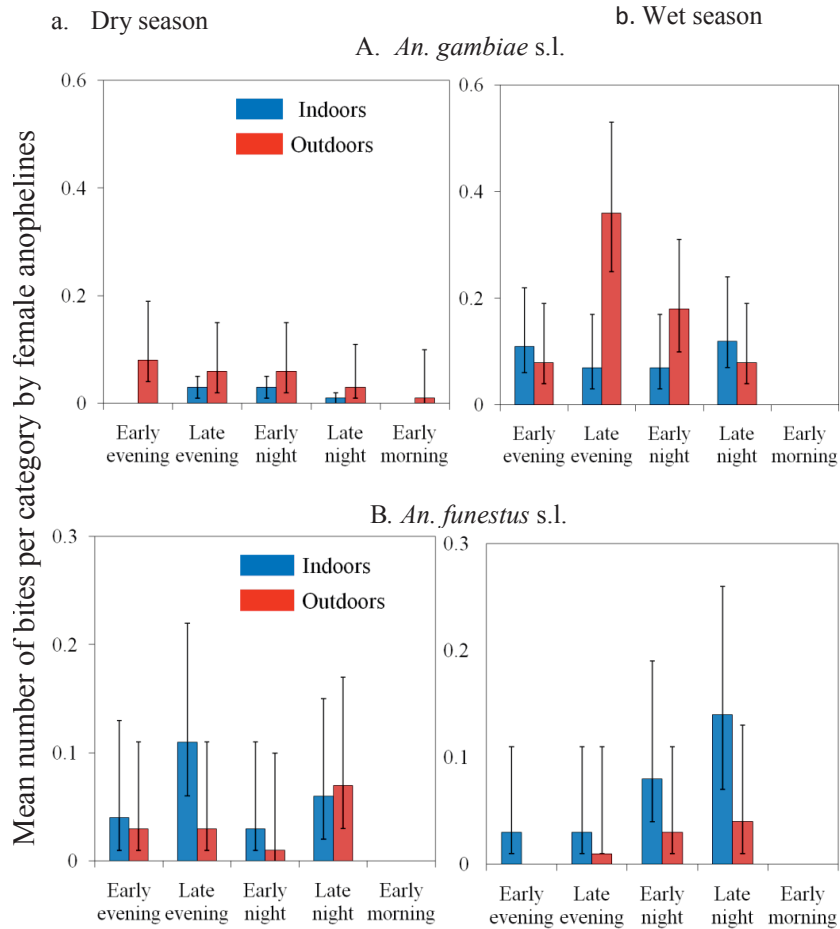 a. Dry season
b. Wet season
A. An. gambiae s.l.
Mean number of bites per category by female anophelines
0.6
0.4
0.2
0
Indoors
Outdoors
Early evening
Late evening
Early night
Late night
Early morning
0.6
0.4
0.2
0
Early evening
Late evening
Early night
Late night
Early morning
B. An. funestus s.l.
0.3
0.2
0.1
0
Indoors
Outdoors
Early evening
Late evening
Early night
Late night
Early morning
0.3
0.2
0.1
0
Early evening
Late evening
Early night
Late night
Early morning